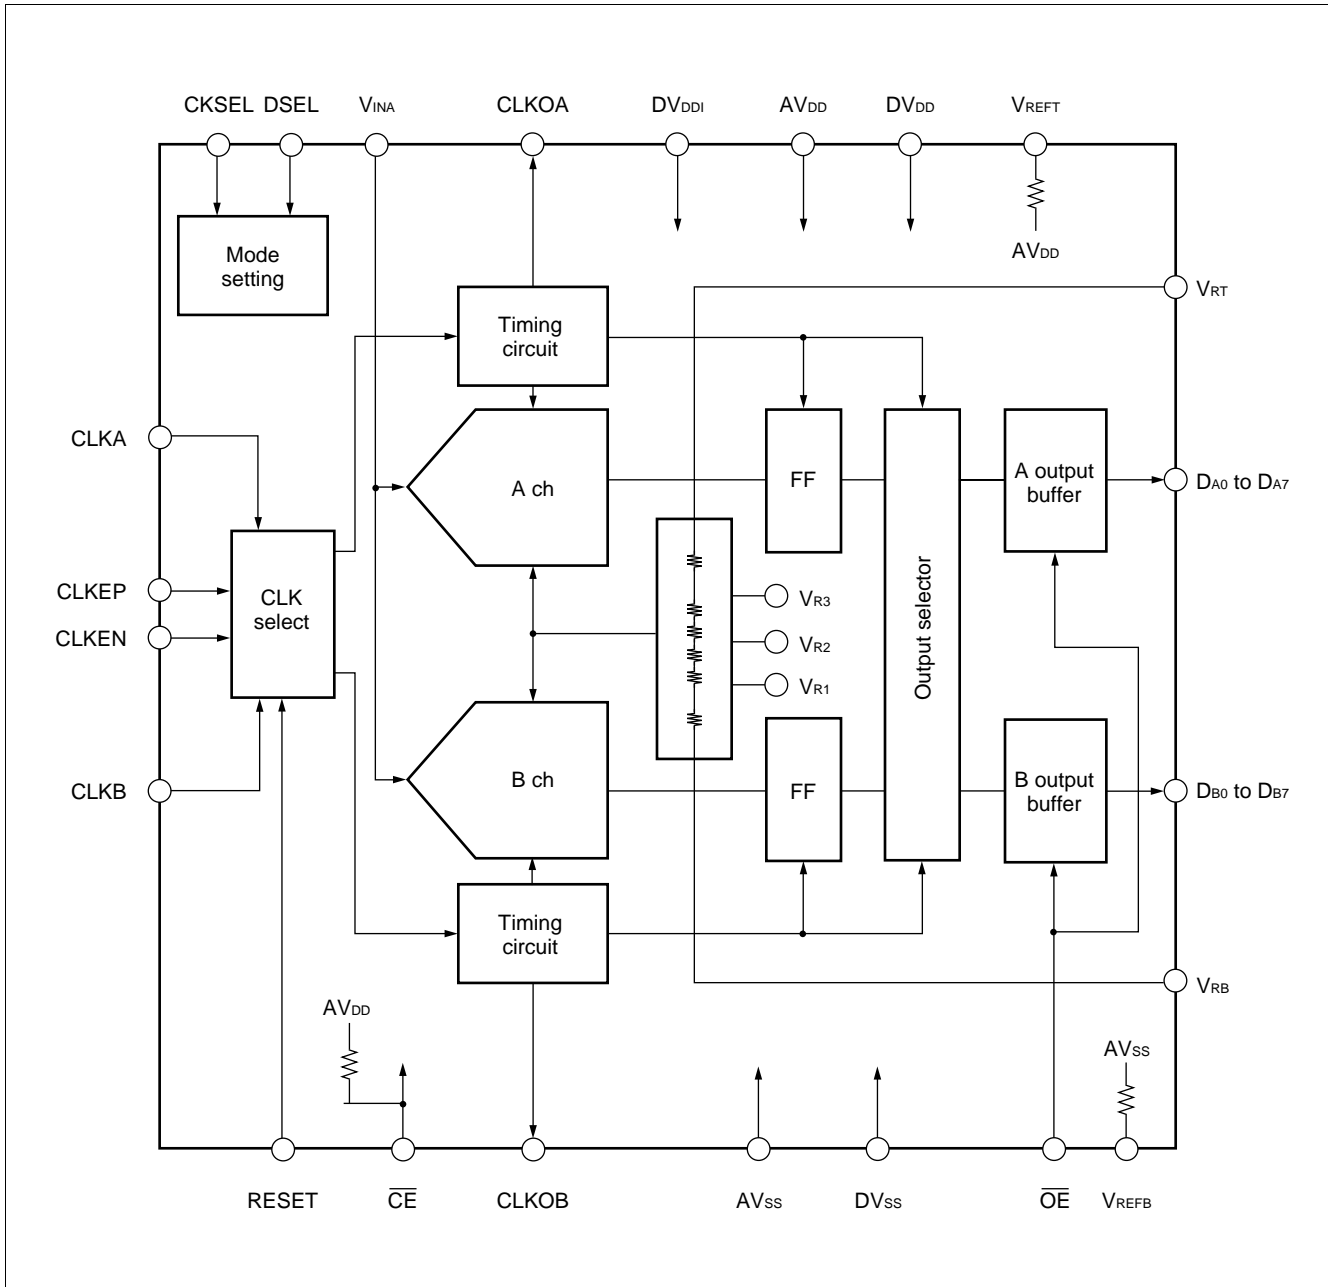 CKSEL DSEL VINA CLKOA DVDDI AVDD DVDD VREFT
Mode
setting
AVDD
VRT
Timing
circuit
CLKA
A ch
FF
A output
buffer
DA0 to DA7
CLKEP
CLKEN
CLK
select
VR3
VR2
VR1
Output selector
CLKB
B ch
FF
B output
buffer
DB0 to DB7
Timing
circuit
VRB
AVDD
AVSS
RESET CE CLKOB AVSS DVSS OE VREFB